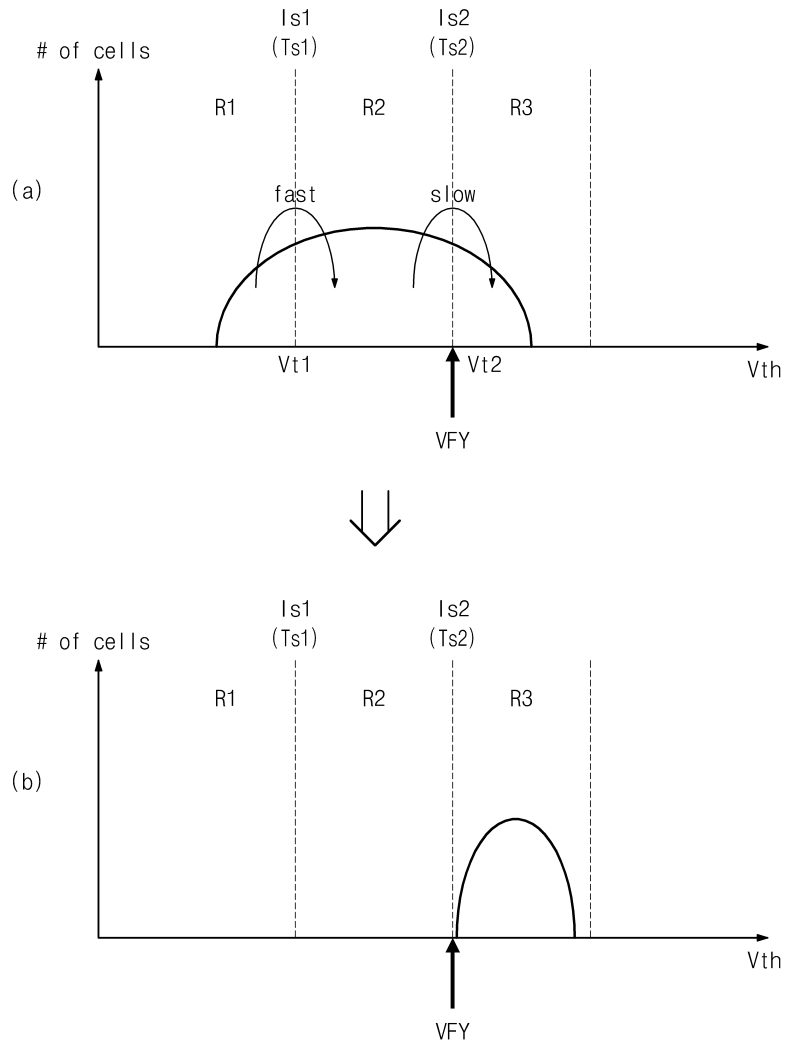 Is1 Is2
(Ts1) (Ts2)
# of cells
R1 R2 R3
(a)
fast slow
Vt1 Vt2
Vth
VFY
Is1 Is2
(Ts1) (Ts2)
# of cells
R1 R2 R3
(b)
Vth
VFY